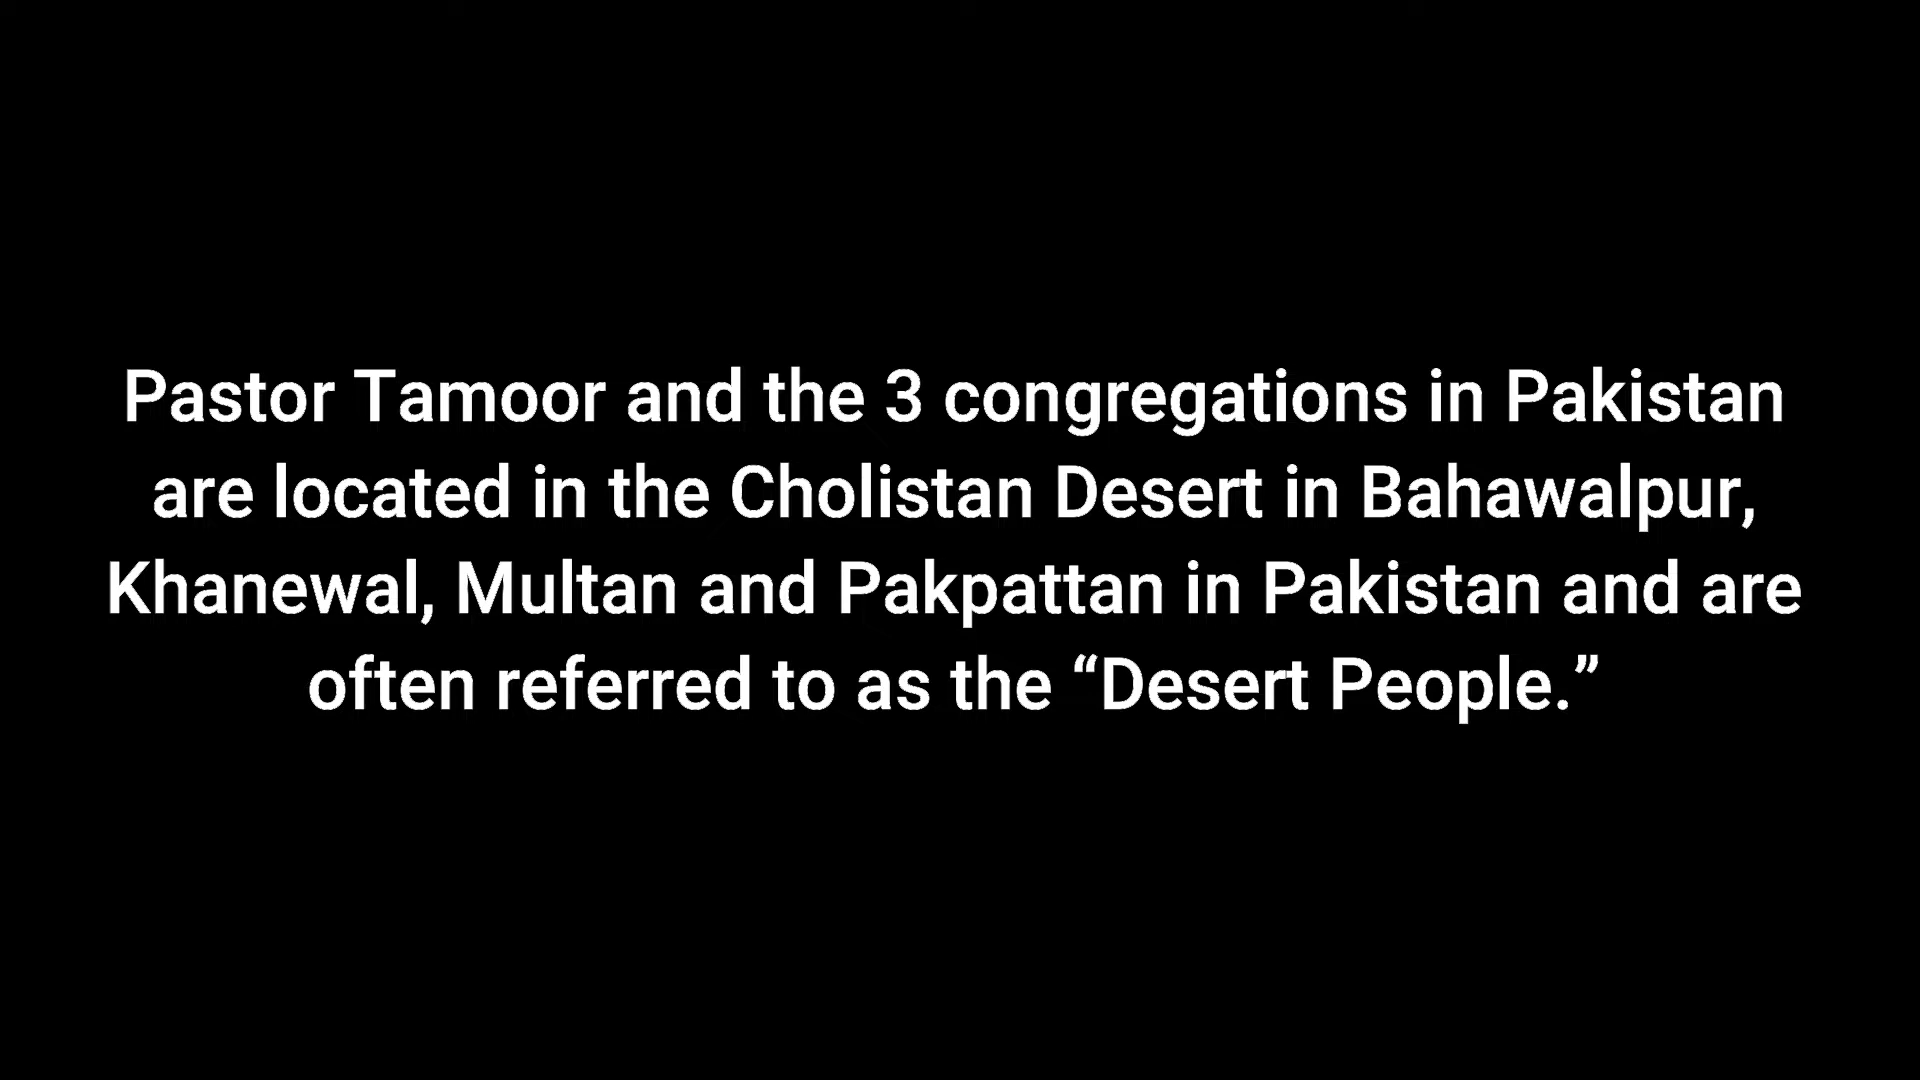 Pastor Tamoor and the 3 congregations in Pakistan
are located in the Cholistan Desert in Bahawalpur,
Khanewal, Multan and Pakpattan in Pakistan and are
often referred to as the “Desert People.”